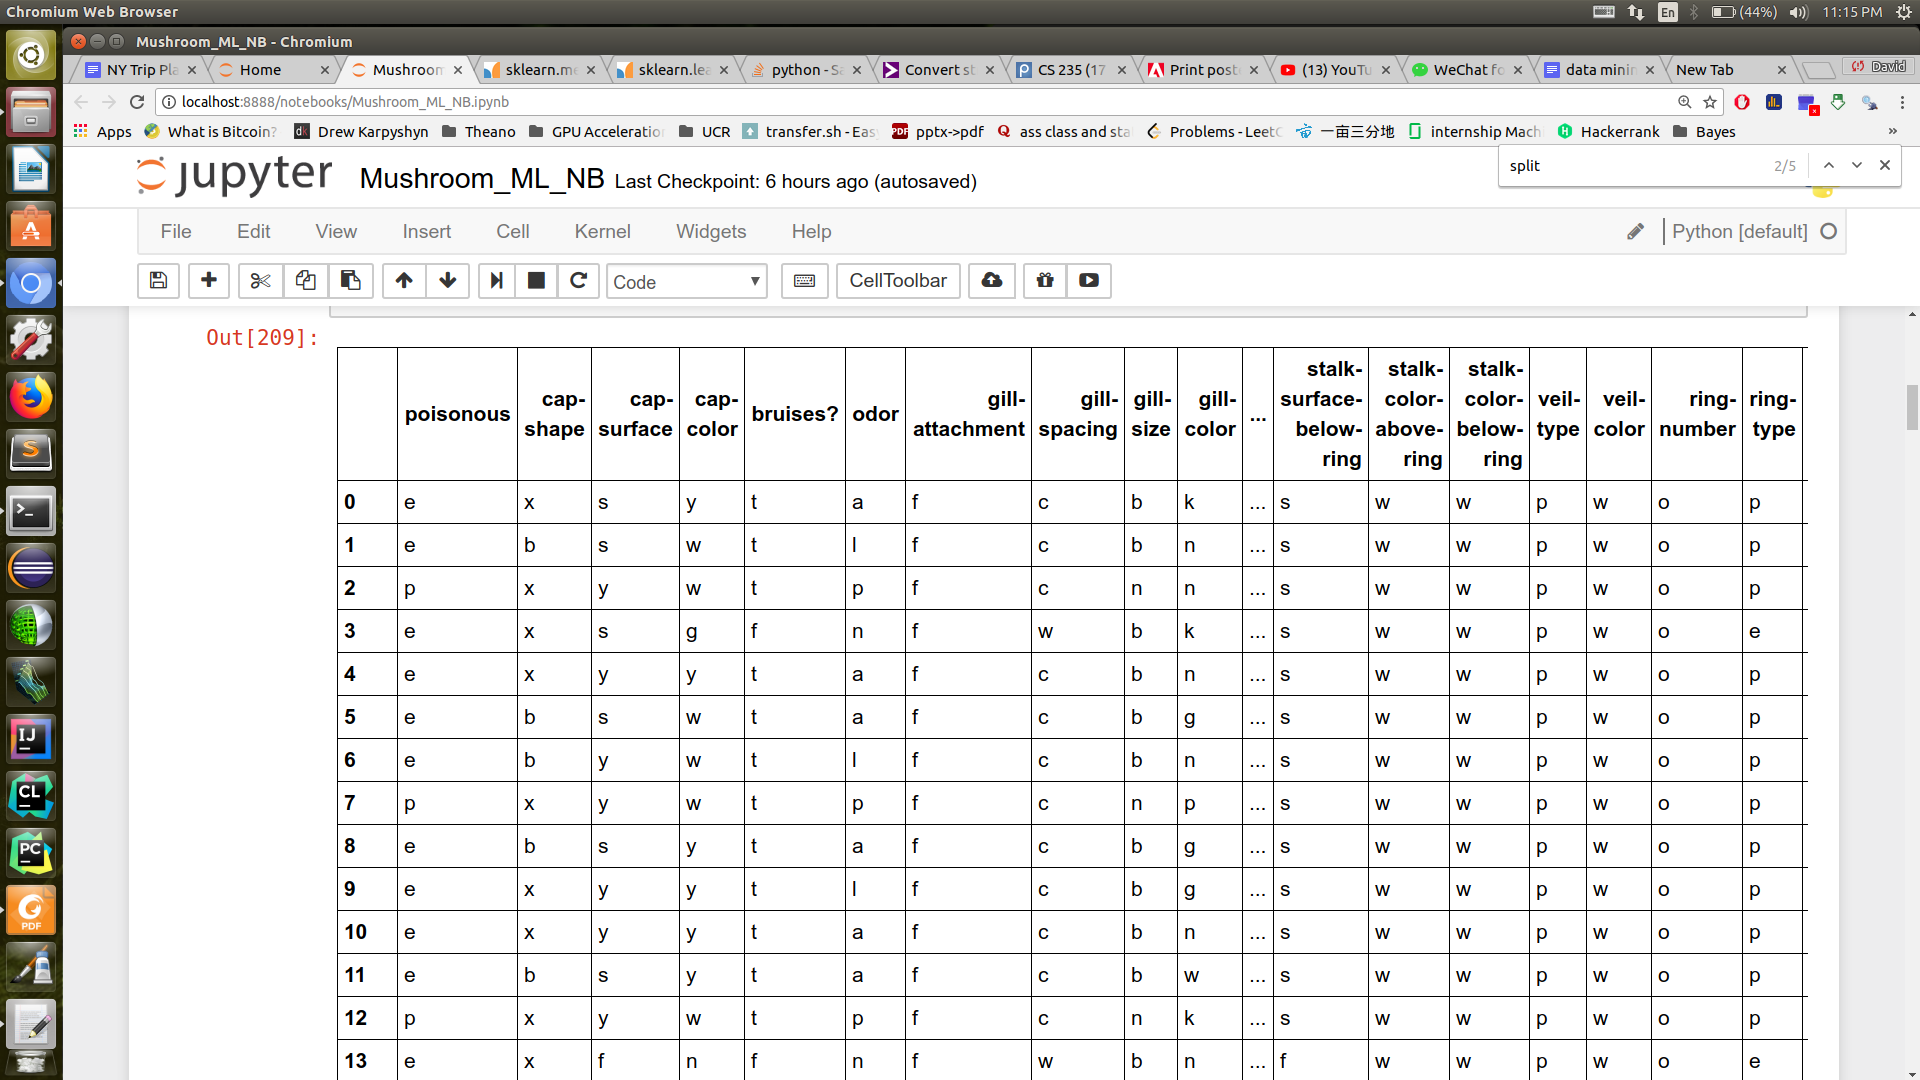 Chromium Web Browser
En
(44%)
11:15 PM
Mushroom_ML_NB - Chromium
David
NY Trip Pla
Home
Mushroom
sklearn.me
sklearn.lea
python - Sa
Convert st
CS 235 (17
Print post
(13) YouTu
WeChat fo
data minin
New Tab
localhost:8888/notebooks/Mushroom_ML_NB.ipynb
Apps
What is Bitcoin?
Drew Karpyshyn
Theano
GPU Acceleratio
UCR
transfer.sh - Eas
pptx->pdf
ass class and sta
Problems - LeetC
一亩三分地
internship Machi
Hackerrank
Bayes
»
split 2/5
jupyter Mushroom_ML_NB Last Checkpoint: 6 hours ago (autosaved)
File Edit View Insert Cell Kernel Widgets Help
Python [default]
Code
CellToolbar
Out[209]:
poisonous cap-shape cap-surface cap-color bruises? odor gill-attachment gill-spacing gill-size gill-color ... stalk-surface-below-ring stalk-color-above-ring stalk-color-below-ring veil-type veil-color ring-number ring-type
0 e x s y t a f c b k ... s w w p w o p
1 e b s w t l f c b n ... s w w p w o p
2 p x y w t p f c n n ... s w w p w o p
3 e x s g f n f w b k ... s w w p w o e
4 e x y y t a f c b n ... s w w p w o p
5 e b s w t a f c b g ... s w w p w o p
6 e b y w t l f c b n ... s w w p w o p
7 p x y w t p f c n p ... s w w p w o p
8 e b s y t a f c b g ... s w w p w o p
9 e x y y t l f c b g ... s w w p w o p
10 e x y y t a f c b n ... s w w p w o p
11 e b s y t a f c b w ... s w w p w o p
12 p x y w t p f c n k ... s w w p w o p
13 e x f n f n f w b n ... f w w p w o e